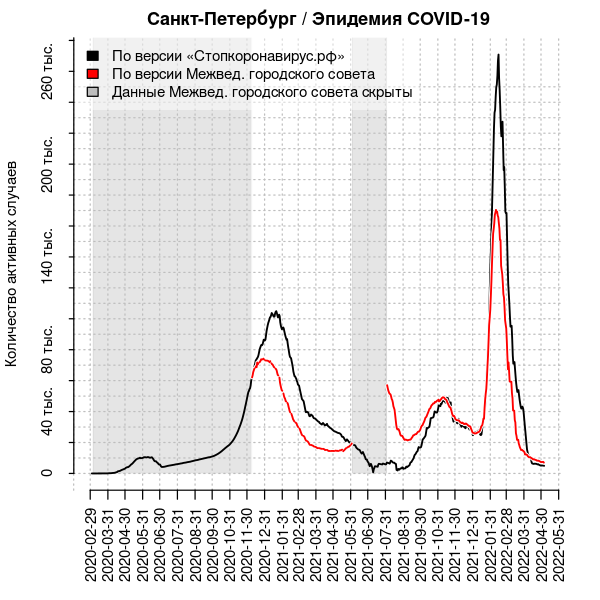 Санкт-Петербург / Эпидемия COVID-19
По версии «Стопкоронавирус.рф»
По версии Межвед. городского совета
Данные Межвед. городского совета скрыты
Количество активных случаев
260 тыс.
200 тыс.
140 тыс.
80 тыс.
40 тыс.
0
2020-02-29
2020-03-31
2020-04-30
2020-05-31
2020-06-30
2020-07-31
2020-08-31
2020-09-30
2020-10-31
2020-11-30
2020-12-31
2021-01-31
2021-02-28
2021-03-31
2021-04-30
2021-05-31
2021-06-30
2021-07-31
2021-08-31
2021-09-30
2021-10-31
2021-11-30
2021-12-31
2022-01-31
2022-02-28
2022-03-31
2022-04-30
2022-05-31